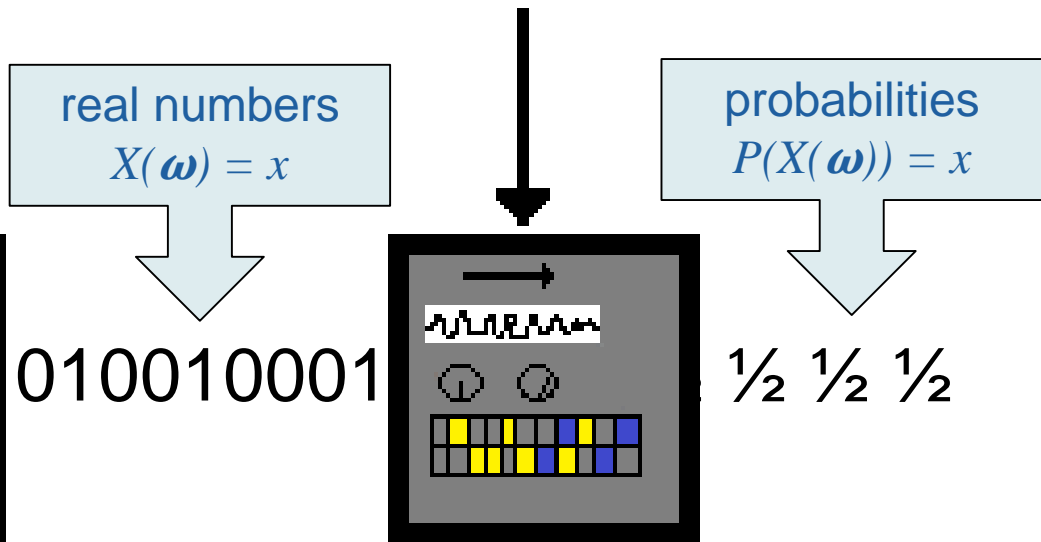 real numbers
X(ω) = x
probabilities
P(X(ω)) = x
010010001
½ ½ ½